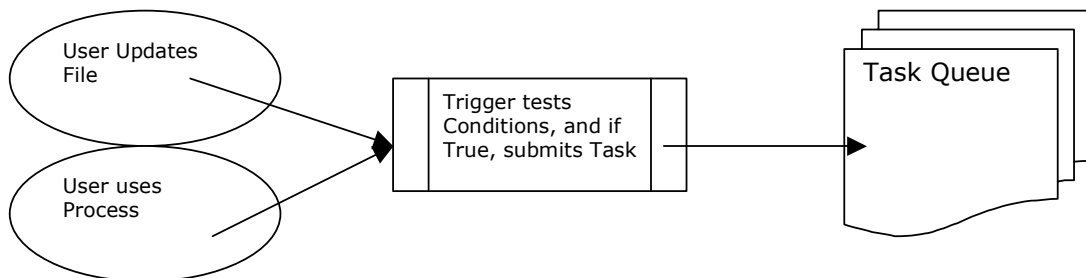 User Updates
File
Trigger tests
Conditions, and if
True, submits Task
Task Queue
User uses
Process